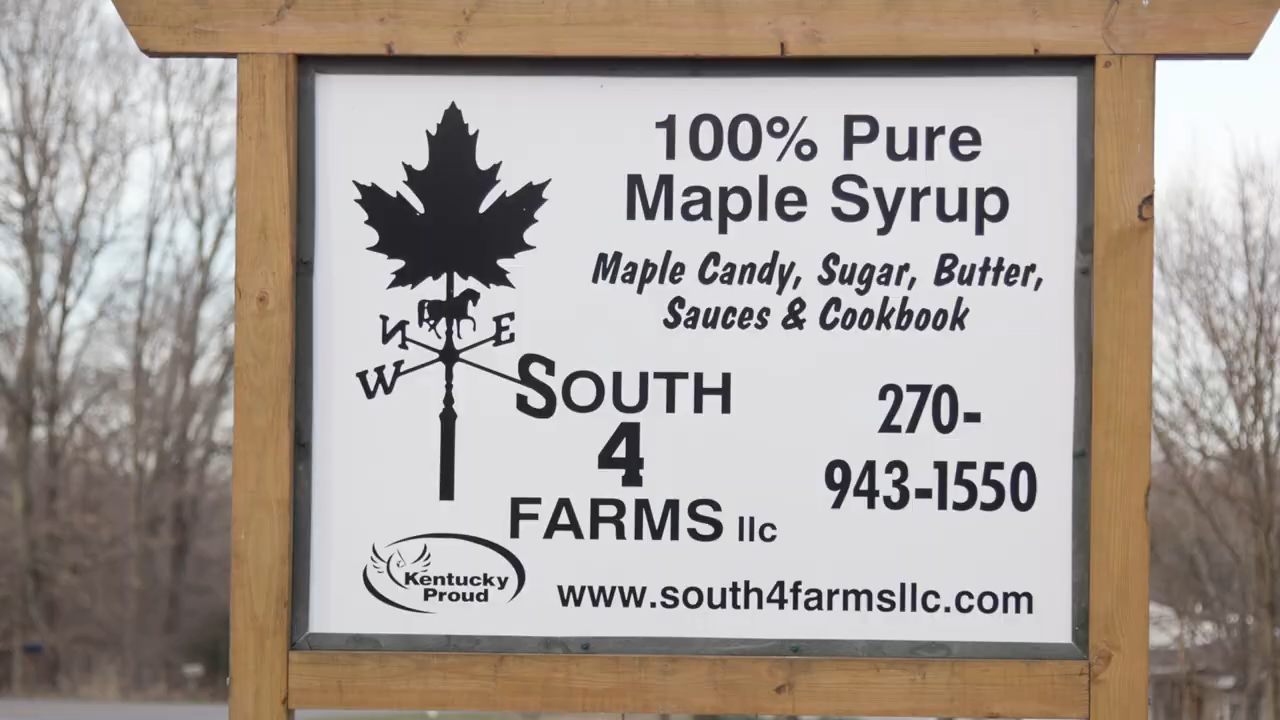 100% Pure
Maple Syrup
Maple Candy, Sugar, Butter,
Sauces & Cookbook
N
E
W
SOUTH
4
FARMS llc
270-
943-1550
Kentucky
Proud
www.south4farmsllc.com